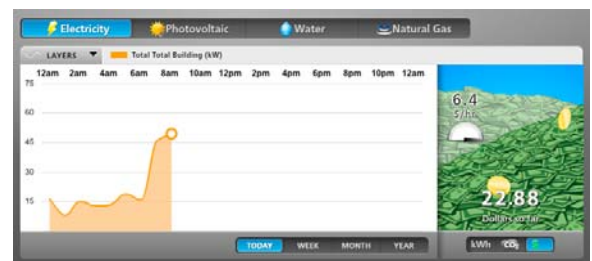 Electricity Photovoltaic Water Natural Gas
LAYERS Total Total Building (kW)
12am 2am 4am 6am 8am 10am 12pm 2pm 4pm 6pm 8pm 10pm 12am
75
60
45
30
15
6.4
$/hr
22.88
Dollars so far
TODAY WEEK MONTH YEAR
kWh CO₂ $